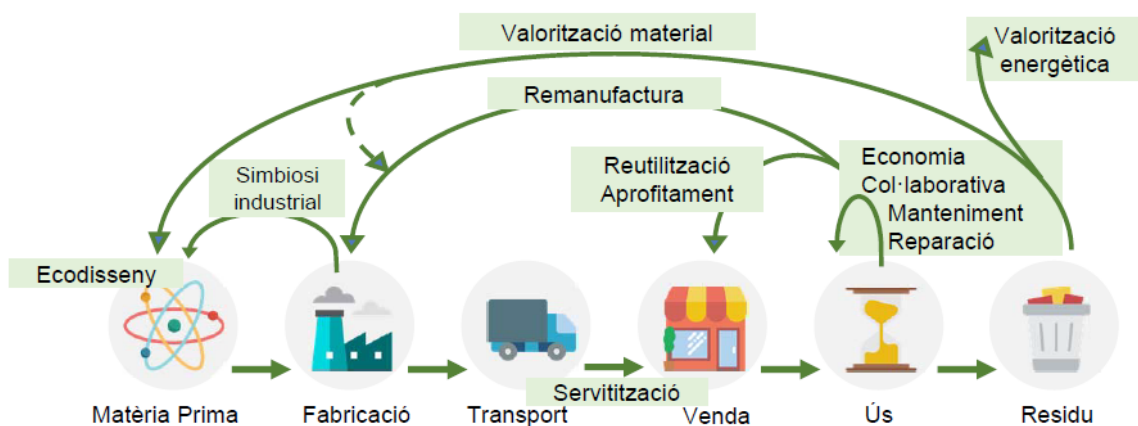 Valorització material
Valorització
energètica
Remanufactura
Reutilització
Aprofitament
Economia
Col·laborativa
Manteniment
Reparació
Simbiosi
industrial
Ecodisseny
Servitització
Matèria Prima
Fabricació
Transport
Venda
Ús
Residu